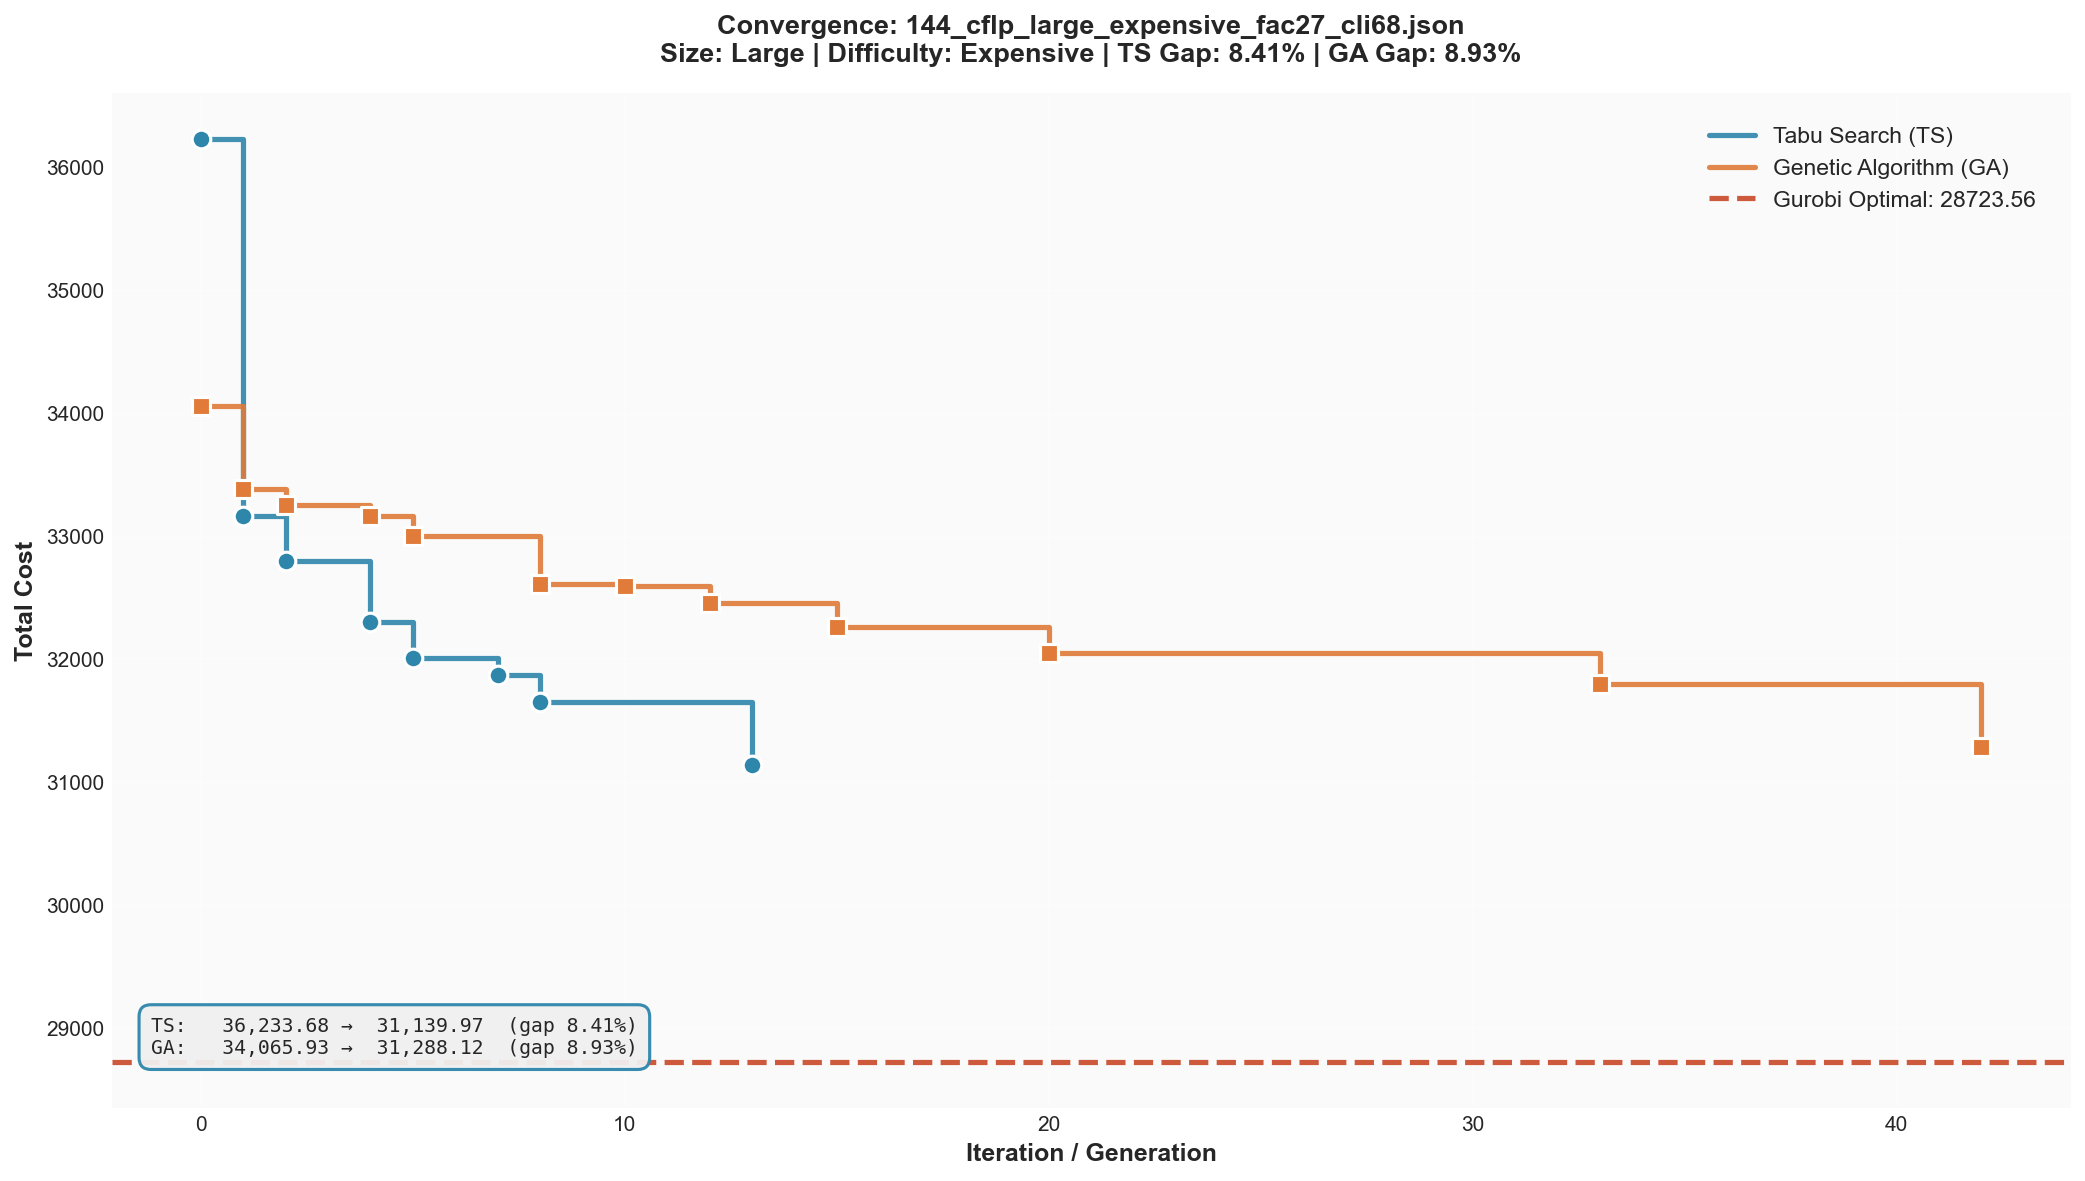 Convergence: 144_cflp_large_expensive_fac27_cli68.json
Size: Large | Difficulty: Expensive | TS Gap: 8.41% | GA Gap: 8.93%
Tabu Search (TS)
Genetic Algorithm (GA)
Gurobi Optimal: 28723.56
Total Cost
36000
35000
34000
33000
32000
31000
30000
29000
TS:   36,233.68 →  31,139.97  (gap 8.41%)
GA:   34,065.93 →  31,288.12  (gap 8.93%)
0 10 20 30 40
Iteration / Generation